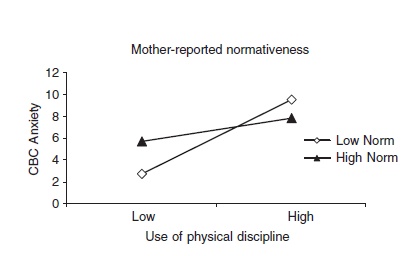 Mother-reported normativeness
12
10
8
6
4
2
0
CBC Anxiety
Low High
Use of physical discipline
Low Norm
High Norm